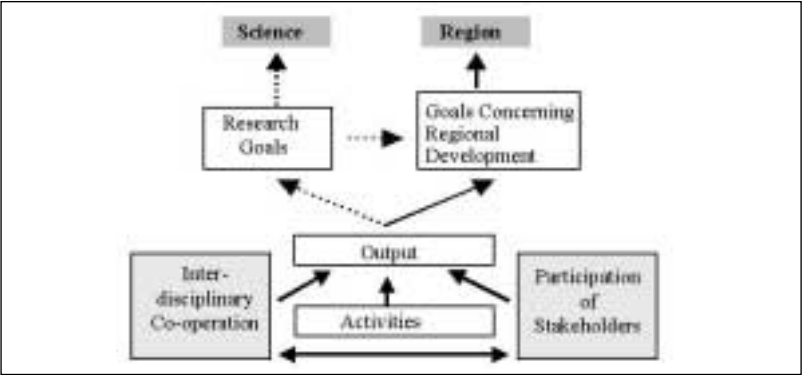 Science
Region
Research
Goals
Goals Concerning
Regional
Development
Output
Inter-
disciplinary
Co-operation
Activities
Participation
of
Stakeholders